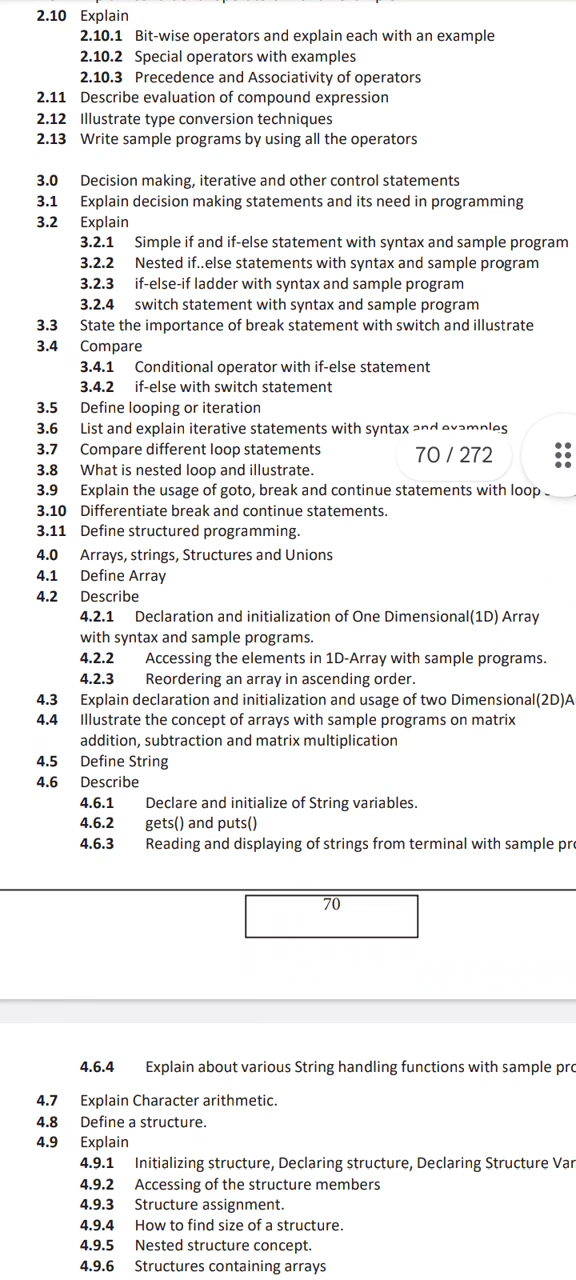 2.10 Explain
2.10.1 Bit-wise operators and explain each with an example
2.10.2 Special operators with examples
2.10.3 Precedence and Associativity of operators
2.11 Describe evaluation of compound expression
2.12 Illustrate type conversion techniques
2.13 Write sample programs by using all the operators
3.0 Decision making, iterative and other control statements
3.1 Explain decision making statements and its need in programming
3.2 Explain
3.2.1 Simple if and if-else statement with syntax and sample program
3.2.2 Nested if..else statements with syntax and sample program
3.2.3 if-else-if ladder with syntax and sample program
3.2.4 switch statement with syntax and sample program
3.3 State the importance of break statement with switch and illustrate
3.4 Compare
3.4.1 Conditional operator with if-else statement
3.4.2 if-else with switch statement
3.5 Define looping or iteration
3.6 List and explain iterative statements with syntax and examples
3.7 Compare different loop statements
70 / 272
3.8 What is nested loop and illustrate.
3.9 Explain the usage of goto, break and continue statements with loop
3.10 Differentiate break and continue statements.
3.11 Define structured programming.
4.0 Arrays, strings, Structures and Unions
4.1 Define Array
4.2 Describe
4.2.1 Declaration and initialization of One Dimensional(1D) Array
with syntax and sample programs.
4.2.2 Accessing the elements in 1D-Array with sample programs.
4.2.3 Reordering an array in ascending order.
4.3 Explain declaration and initialization and usage of two Dimensional(2D)A
4.4 Illustrate the concept of arrays with sample programs on matrix
addition, subtraction and matrix multiplication
4.5 Define String
4.6 Describe
4.6.1 Declare and initialize of String variables.
4.6.2 gets() and puts()
4.6.3 Reading and displaying of strings from terminal with sample pro
70
4.6.4 Explain about various String handling functions with sample pro
4.7 Explain Character arithmetic.
4.8 Define a structure.
4.9 Explain
4.9.1 Initializing structure, Declaring structure, Declaring Structure Var
4.9.2 Accessing of the structure members
4.9.3 Structure assignment.
4.9.4 How to find size of a structure.
4.9.5 Nested structure concept.
4.9.6 Structures containing arrays